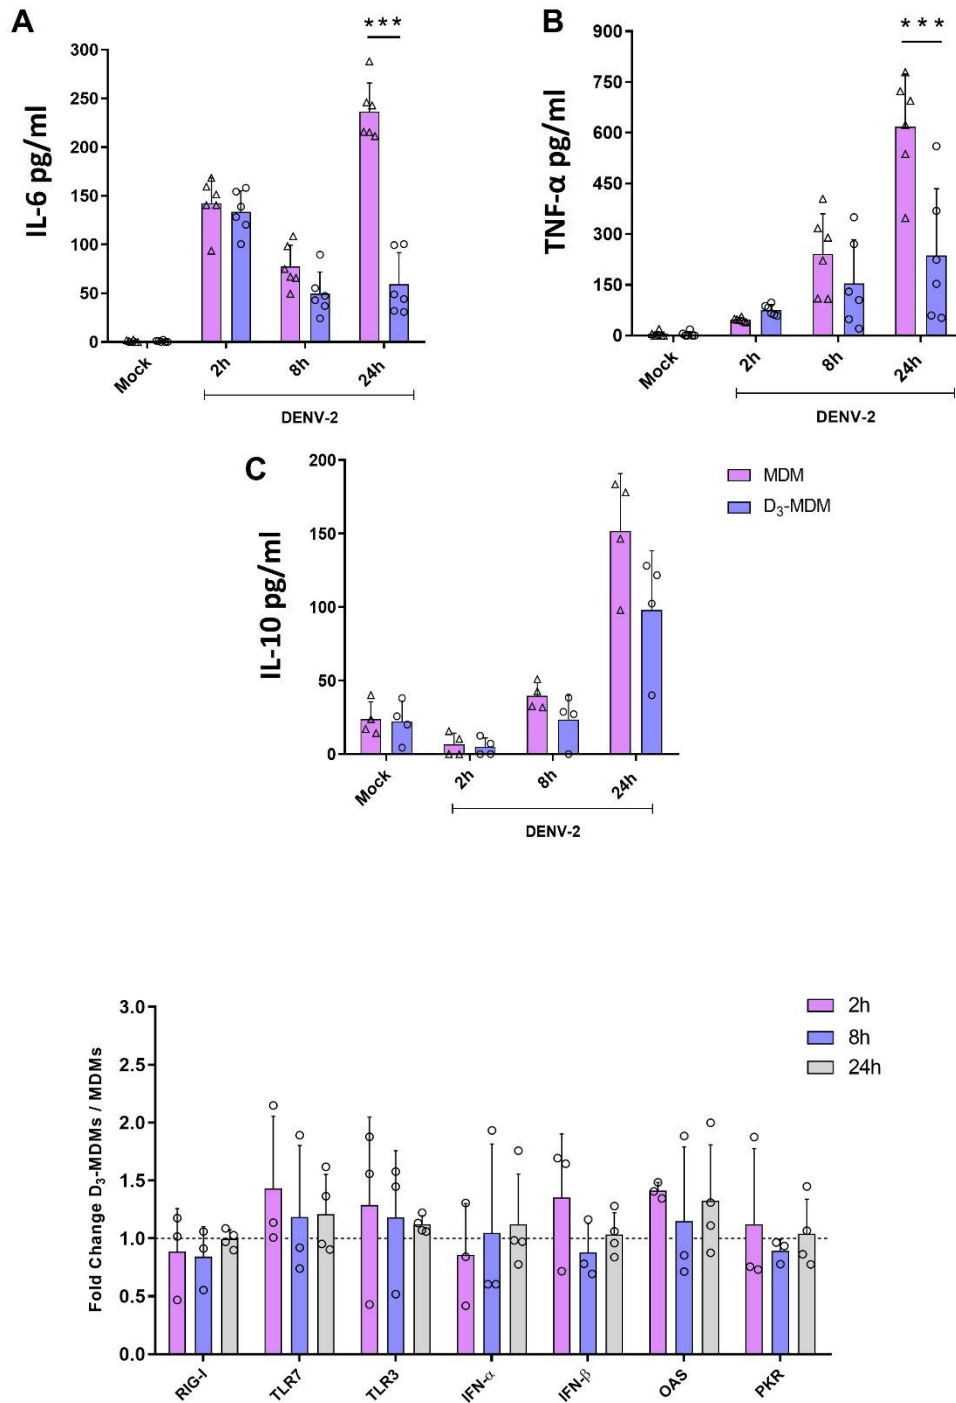 A
***
IL-6 pg/ml
300
250
200
150
100
50
0
Mock
2h
8h
24h
DENV-2
B
***
TNF-α pg/ml
900
750
600
450
300
150
0
Mock
2h
8h
24h
DENV-2
C
IL-10 pg/ml
200
150
100
50
0
Mock
2h
8h
24h
DENV-2
MDM
D₃-MDM
Fold Change D₃-MDMs / MDMs
3.0
2.5
2.0
1.5
1.0
0.5
0.0
RIG-I
TLR7
TLR3
IFN-α
IFN-β
OAS
PKR
2h
8h
24h